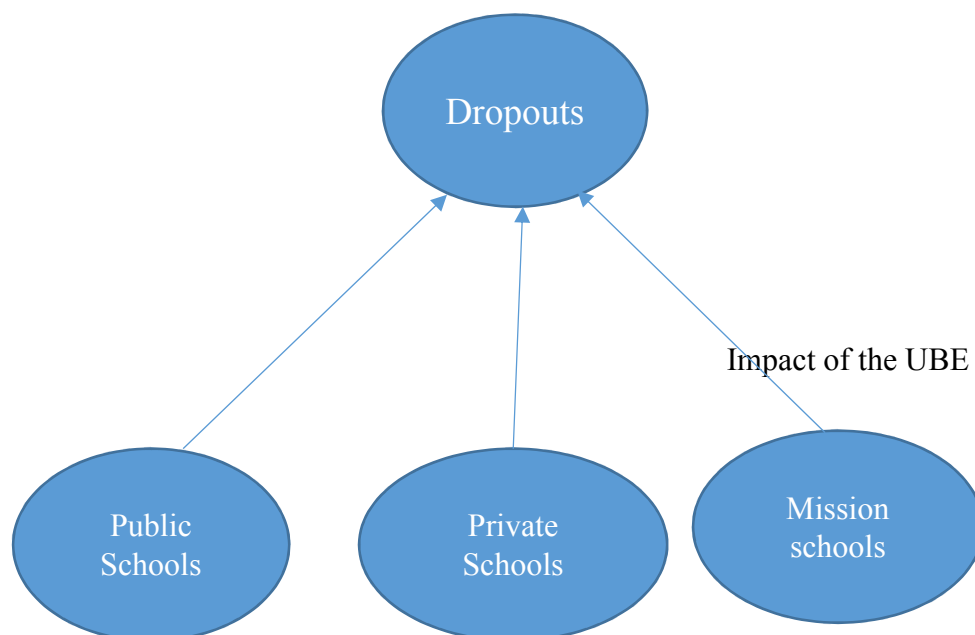 Dropouts
Impact of the UBE
Public
Schools
Private
Schools
Mission
schools